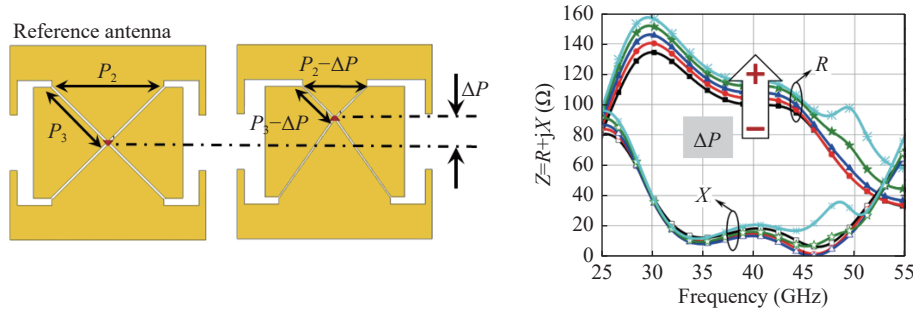 Reference antenna
P₂
P₃
P₂−ΔP
P₃−ΔP
ΔP
Z=R+jX (Ω)
160
140
120
100
80
60
40
20
0
25 30 35 40 45 50 55
Frequency (GHz)
R
+
−
ΔP
X